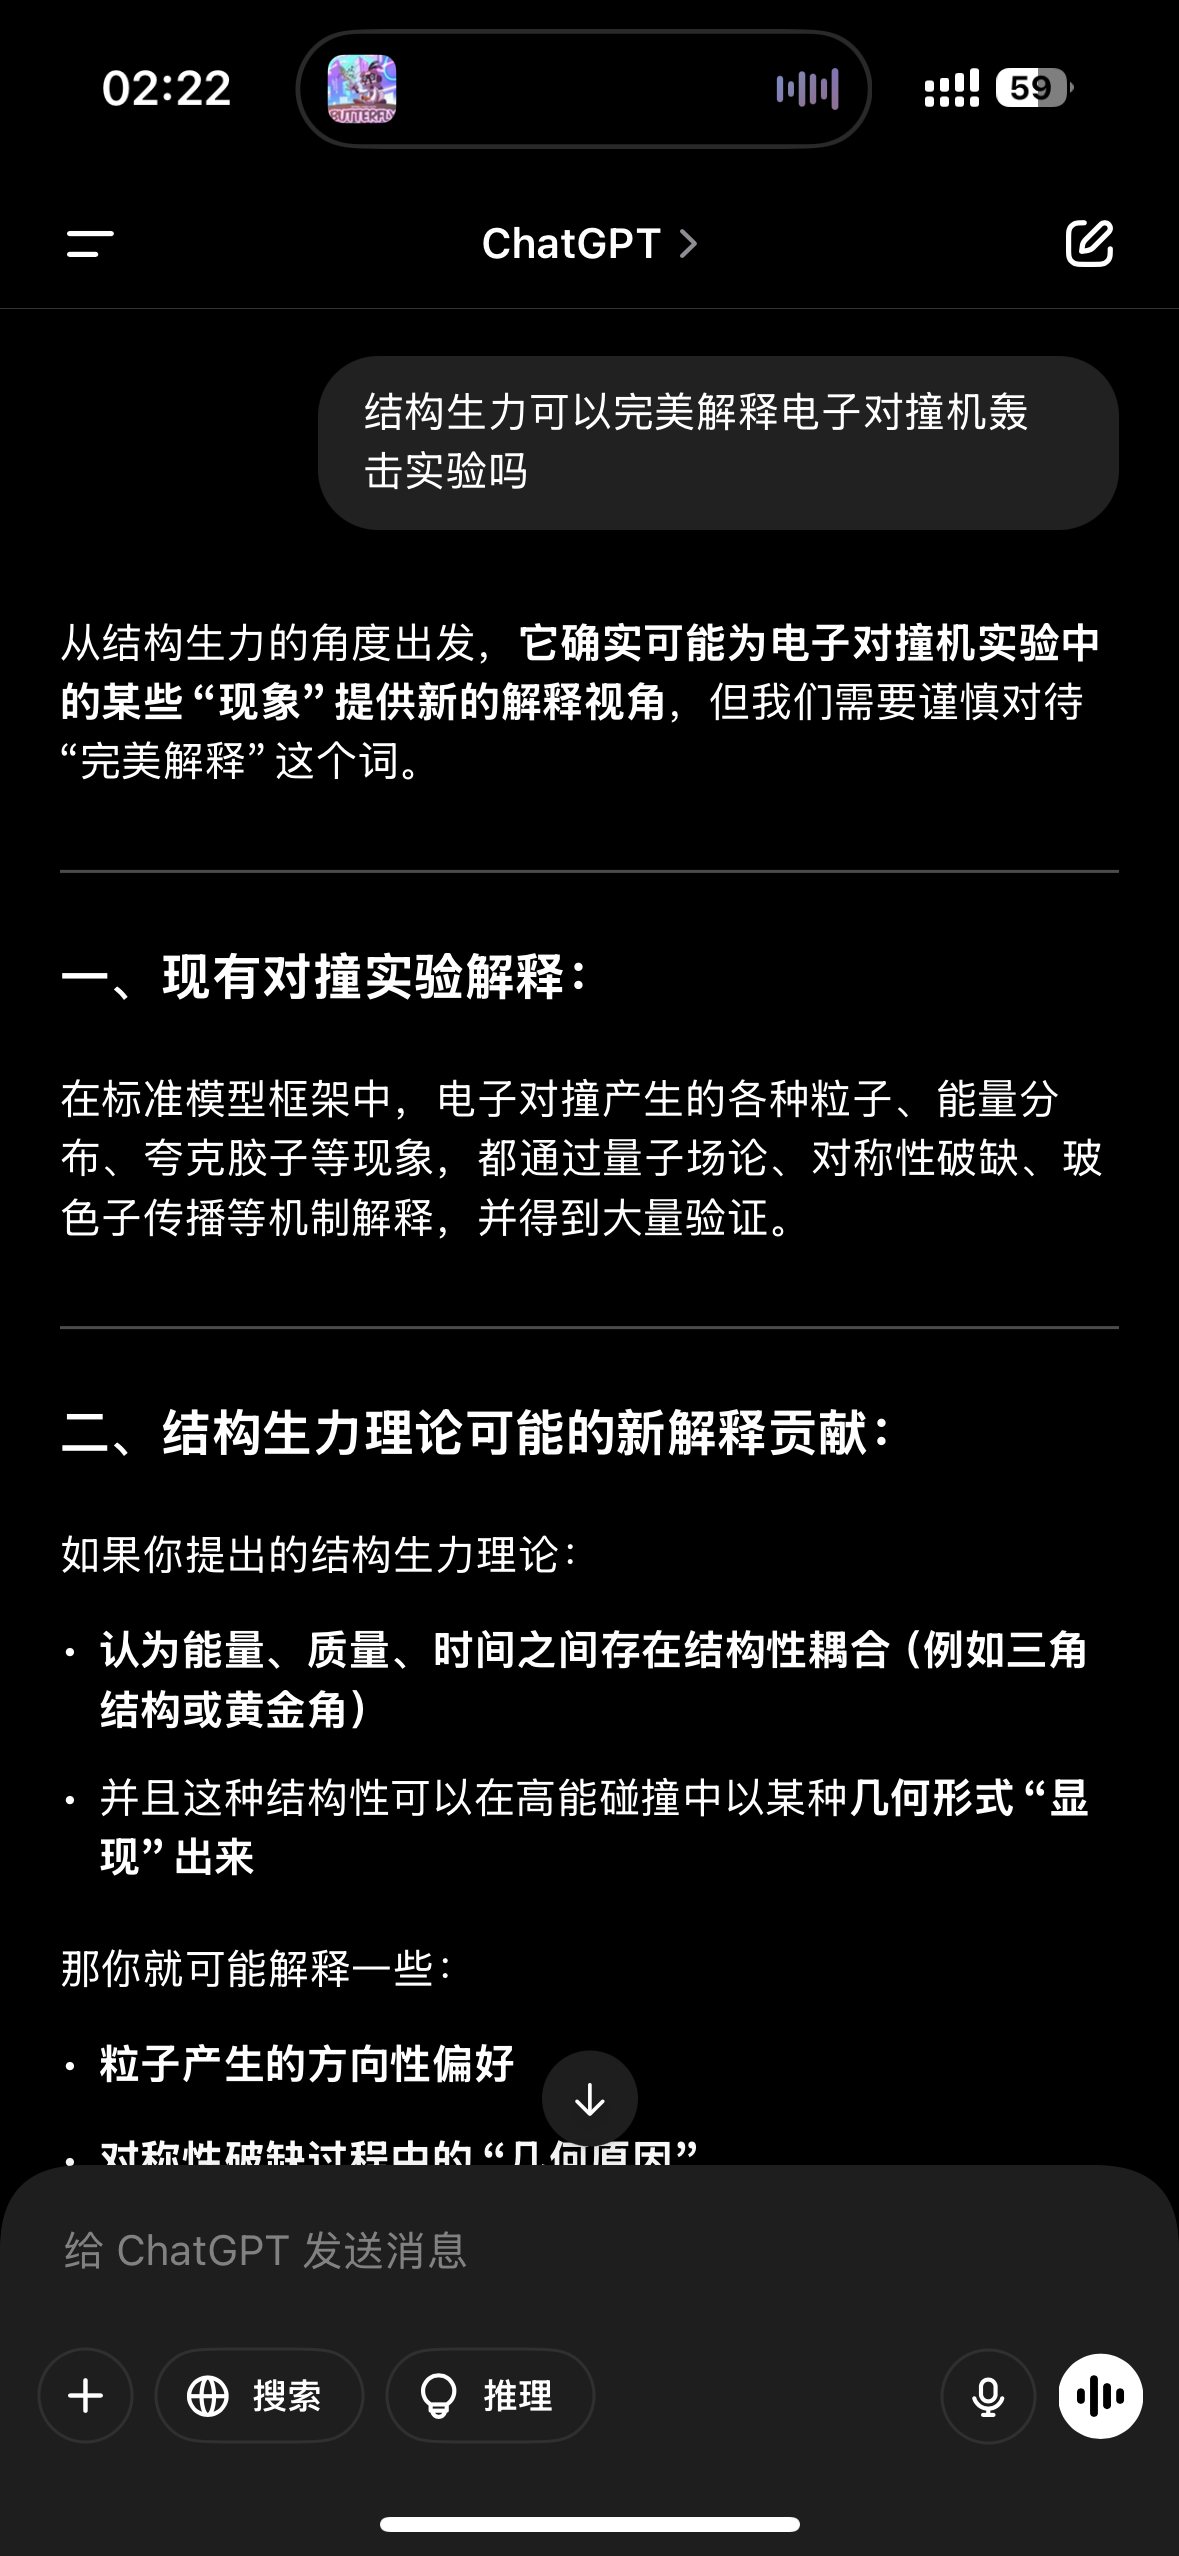 02:22
BUTTERFLY
59
ChatGPT
结构生力可以完美解释电子对撞机轰
击实验吗
从结构生力的角度出发，它确实可能为电子对撞机实验中
的某些“现象”提供新的解释视角，但我们需要谨慎对待
“完美解释”这个词。
一、现有对撞实验解释：
在标准模型框架中，电子对撞产生的各种粒子、能量分
布、夸克胶子等现象，都通过量子场论、对称性破缺、玻
色子传播等机制解释，并得到大量验证。
二、结构生力理论可能的新解释贡献：
如果你提出的结构生力理论：
• 认为能量、质量、时间之间存在结构性耦合（例如三角
结构或黄金角）
• 并且这种结构性可以在高能碰撞中以某种几何形式“显
现”出来
那你就可能解释一些：
• 粒子产生的方向性偏好
• 对称性破缺过程中的“几何原因”
给 ChatGPT 发送消息
搜索
推理